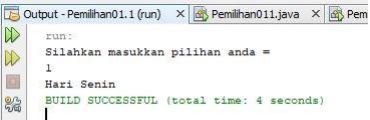 Output - Pemilihan01.1 (run) × Pemilihan011.java × Pem
run:
Silahkan masukkan pilihan anda =
1
Hari Senin
BUILD SUCCESSFUL (total time: 4 seconds)